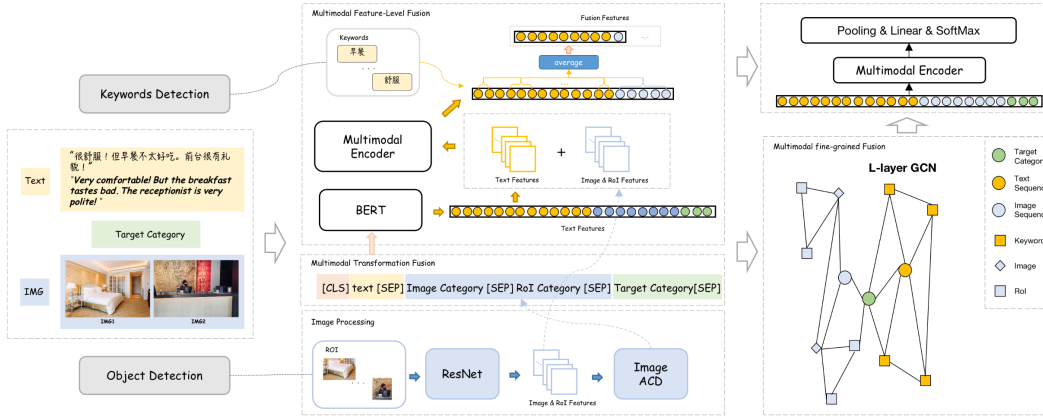 Keywords Detection
Text
"很舒服！但早餐不太好吃。前台很有礼
貌！"
"Very comfortable! But the breakfast
tastes bad. The receptionist is very
polite! "
Target Category
IMG
IMG1
IMG2
Object Detection
Multimodal Feature-Level Fusion
Keywords
早餐
. . .
舒服
Fusion Features
...
average
Multimodal
Encoder
Text Features
+
Image & RoI Features
BERT
Text Features
Multimodal Transformation Fusion
[CLS] text [SEP] Image Category [SEP] RoI Category [SEP] Target Category[SEP]
Image Processing
ROI
. . .
ResNet
Image & RoI Features
Image
ACD
Pooling & Linear & SoftMax
Multimodal Encoder
Multimodal fine-grained Fusion
L-layer GCN
Target
Category
Text
Sequence
Image
Sequence
Keyword
Image
RoI